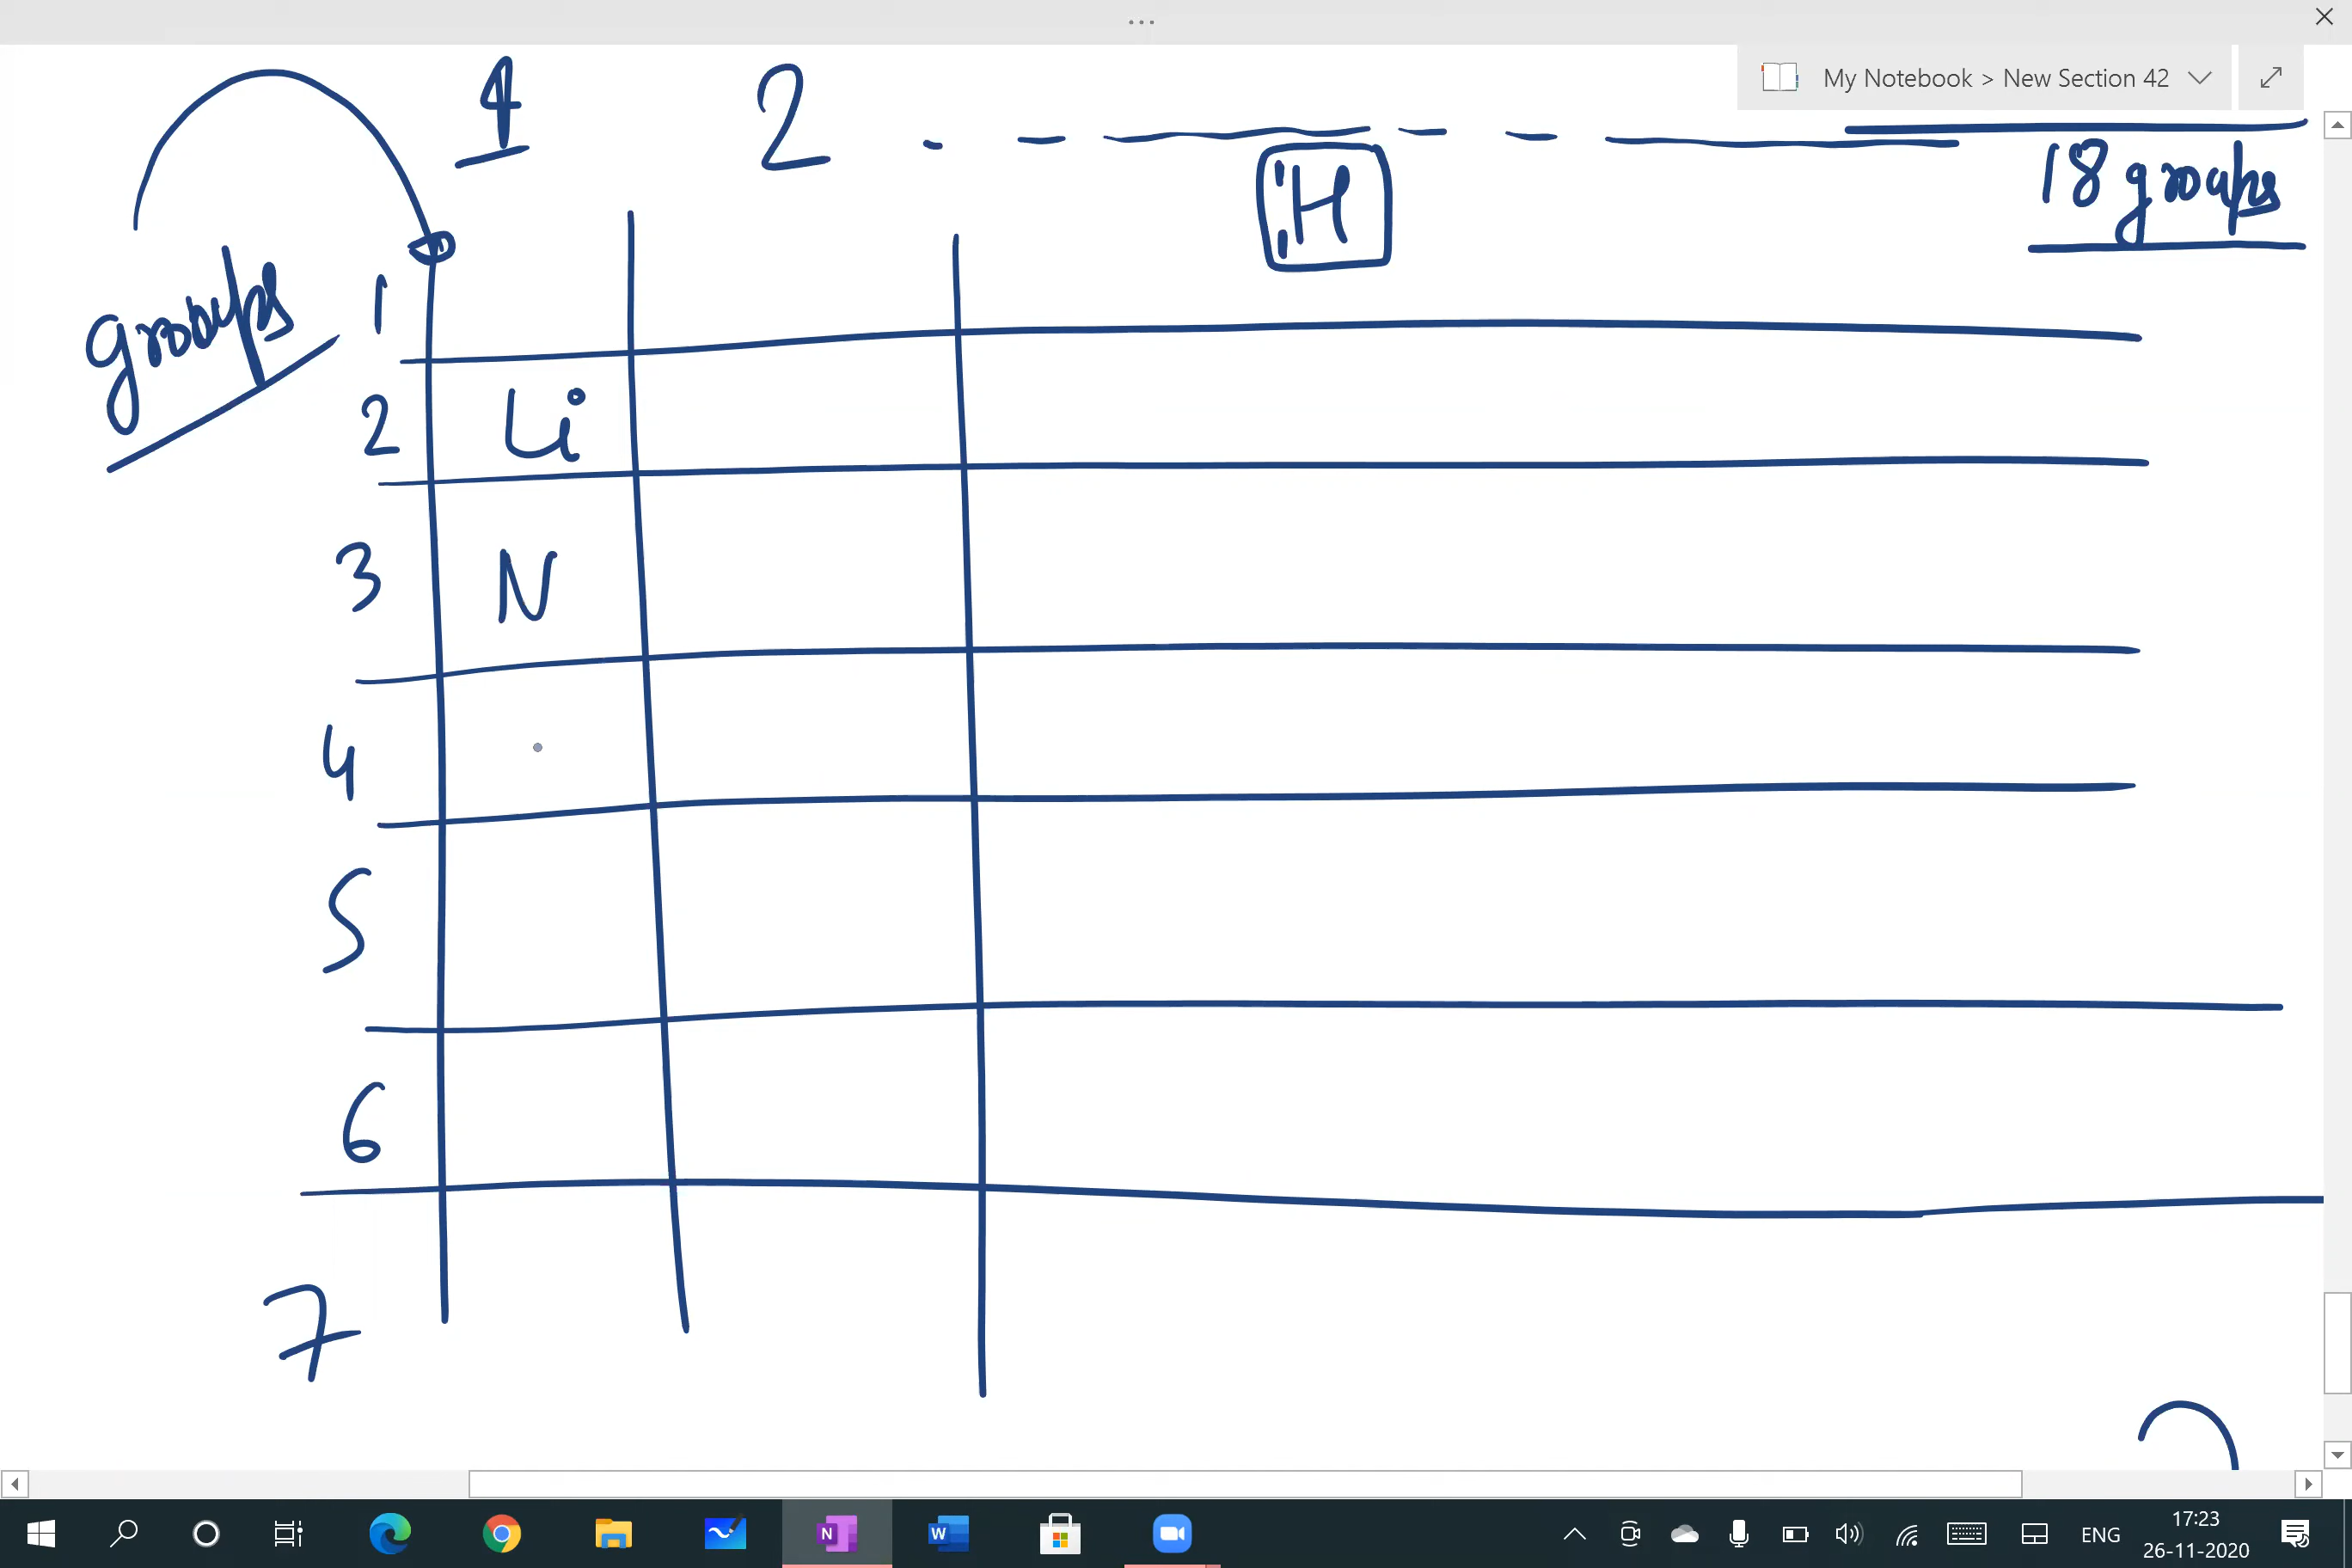 ...
My Notebook > New Section 42
1 2 . - - - - -
H
18 groups
groups
1
2 Li
3 N
4
5
6
7
ENG
17:23
26-11-2020